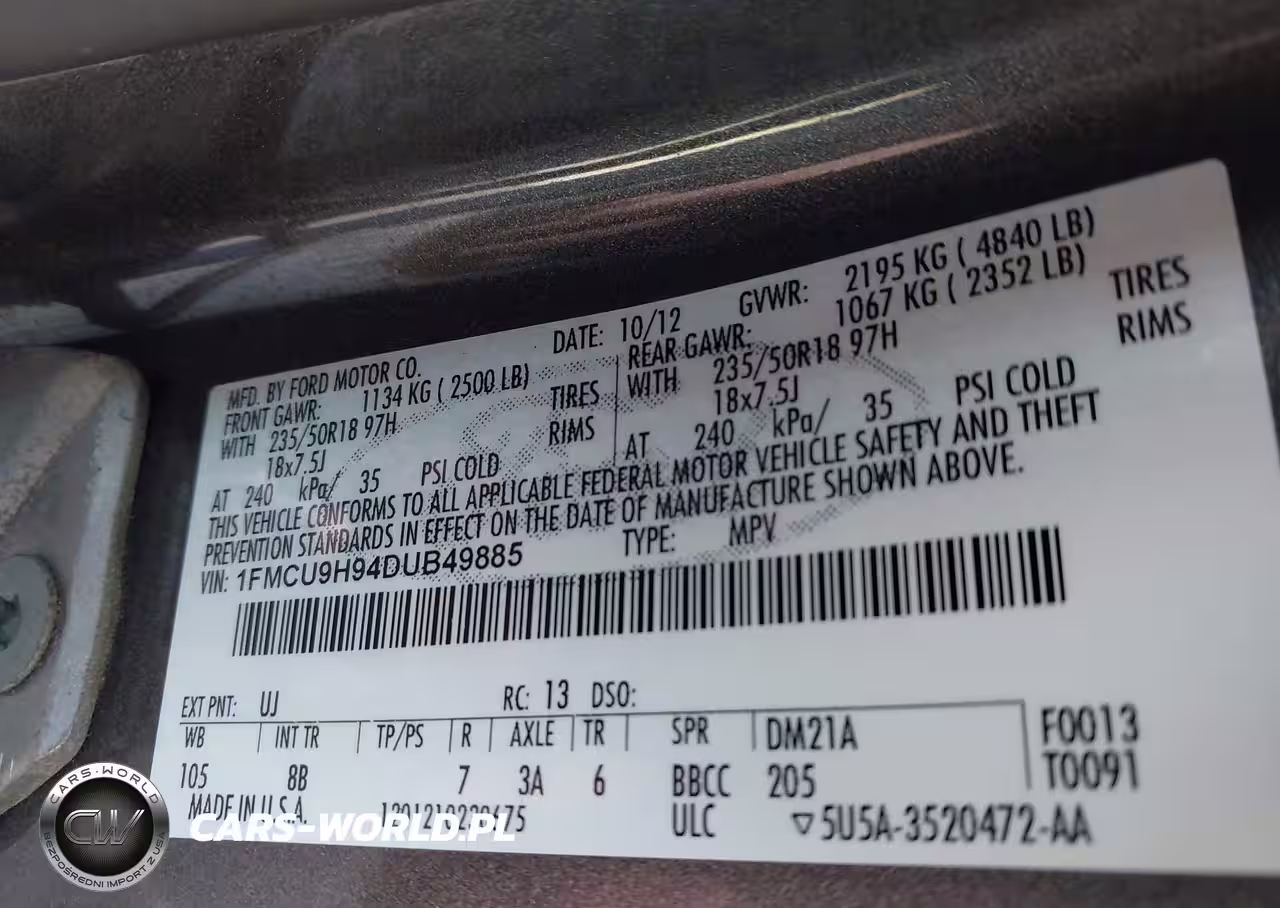 MFD. BY FORD MOTOR CO. DATE: 10/12 GVWR: 2195 KG ( 4840 LB)
FRONT GAWR: 1134 KG ( 2500 LB) REAR GAWR: 1067 KG ( 2352 LB)
WITH 235/50R18 97H TIRES WITH 235/50R18 97H TIRES
18x7.5J RIMS 18x7.5J RIMS
AT 240 kPa/ 35 PSI COLD AT 240 kPa/ 35 PSI COLD
THIS VEHICLE CONFORMS TO ALL APPLICABLE FEDERAL MOTOR VEHICLE SAFETY AND THEFT
PREVENTION STANDARDS IN EFFECT ON THE DATE OF MANUFACTURE SHOWN ABOVE.
VIN: 1FMCU9H94DUB49885 TYPE: MPV
EXT PNT: UJ RC: 13 DSO:
WB INT TR TP/PS R AXLE TR SPR DM21A F0013
105 8B 7 3A 6 BBCC 205 T0091
MADE IN U.S.A. ULC ▽5U5A-3520472-AA
CARS-WORLD.PL
CARS-WORLD
CW
BEZPOŚREDNI IMPORT Z USA